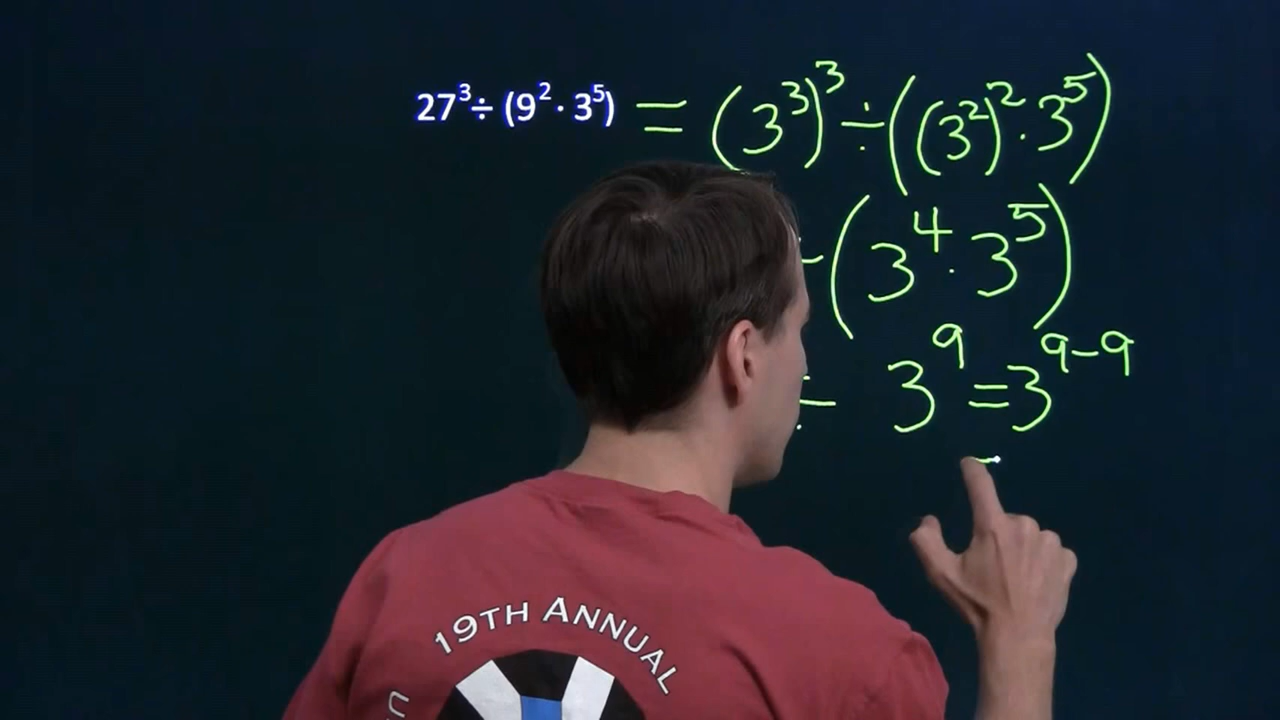 27³ ÷ (9² · 3⁵) = (3³)³ ÷ ((3²)² · 3⁵)
÷ (3⁴ · 3⁵)
÷ 3⁹ = 3⁹⁻⁹
19TH ANNUAL